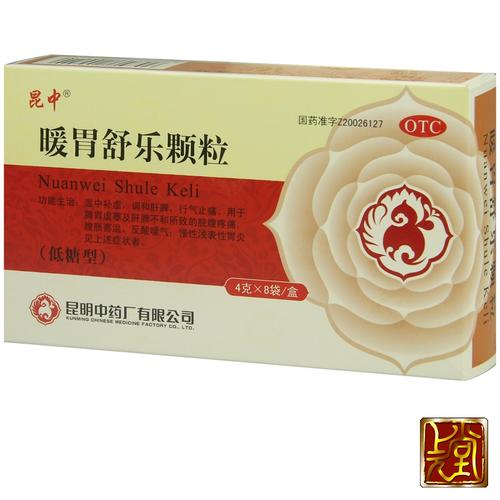 昆中®
国药准字Z20026127
OTC
暖胃舒乐颗粒
Nuanwei Shule Keli
功能主治：温中补虚，调和肝脾，行气止痛，用于
脾胃虚寒及肝脾不和所致的脘腹疼痛，
腹胀喜温，反酸嗳气；慢性浅表性胃炎
见上述症状者。
(低糖型)
4克×8袋/盒
昆明中药厂有限公司
KUNMING CHINESE MEDICINE FACTORY CO., LTD.